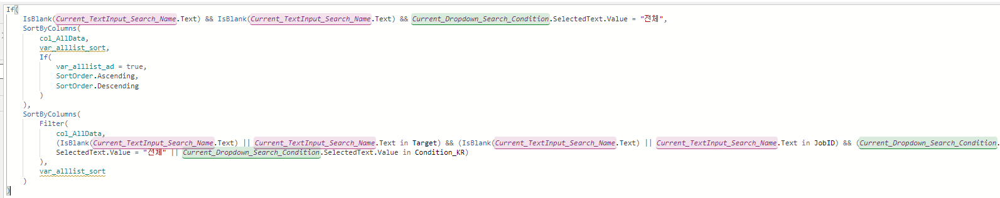 If(
IsBlank(Current_TextInput_Search_Name.Text) && IsBlank(Current_TextInput_Search_Name.Text) && Current_Dropdown_Search_Condition.SelectedText.Value = "전체",
SortByColumns(
col_AllData,
var_alllist_sort,
If(
var_alllist_ad = true,
SortOrder.Ascending,
SortOrder.Descending
)
),
SortByColumns(
Filter(
col_AllData,
(IsBlank(Current_TextInput_Search_Name.Text) || Current_TextInput_Search_Name.Text in Target) && (IsBlank(Current_TextInput_Search_Name.Text) || Current_TextInput_Search_Name.Text in JobID) && (Current_Dropdown_Search_Condition.
SelectedText.Value = "전체" || Current_Dropdown_Search_Condition.SelectedText.Value in Condition_KR)
),
var_alllist_sort
)
)